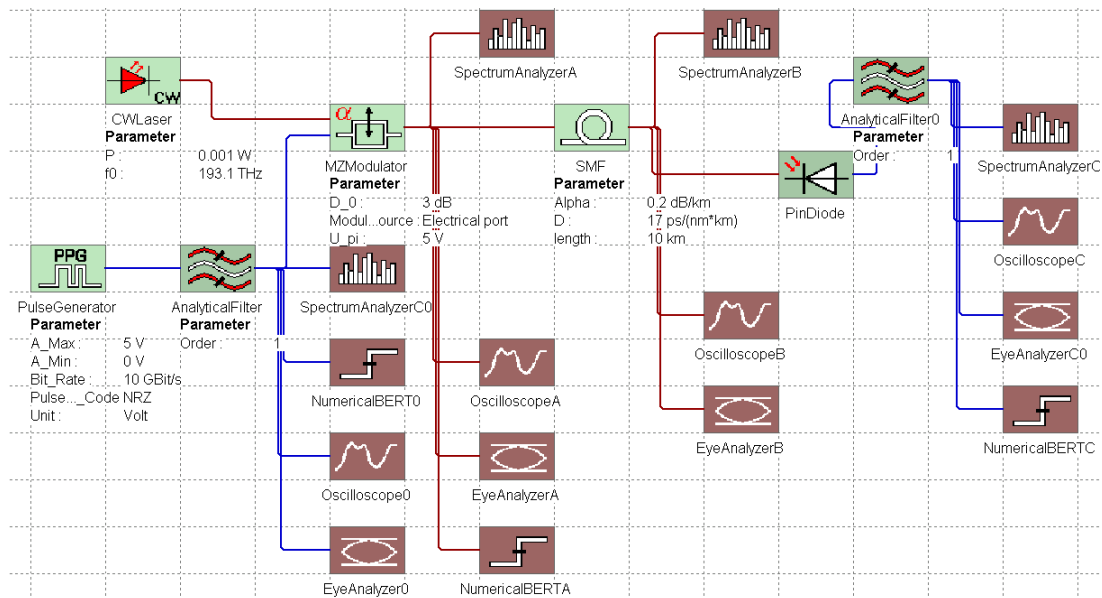 SpectrumAnalyzerA
SpectrumAnalyzerB
CW
CWLaser
Parameter
P : 0.001 W
f0 : 193.1 THz
α
MZModulator
Parameter
D_0 : 3 dB
Modul...ource : Electrical port
U_pi : 5 V
SMF
Parameter
Alpha : 0.2 dB/km
D : 17 ps/(nm*km)
length : 10 km
PinDiode
AnalyticalFilter0
Parameter
Order : 1
SpectrumAnalyzerC
OscilloscopeC
EyeAnalyzerC0
NumericalBERTC
PPG
PulseGenerator
Parameter
A_Max : 5 V
A_Min : 0 V
Bit_Rate : 10 GBit/s
Pulse..._Code NRZ
Unit : Volt
AnalyticalFilter
Parameter
Order : 1
SpectrumAnalyzerC0
NumericalBERT0
Oscilloscope0
EyeAnalyzer0
OscilloscopeA
EyeAnalyzerA
NumericalBERTA
OscilloscopeB
EyeAnalyzerB